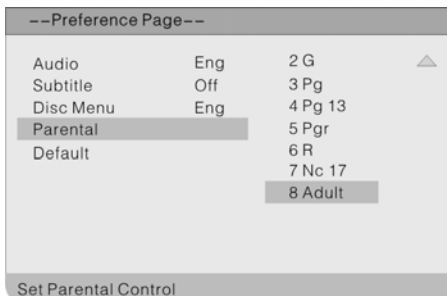 --Preference Page--
Audio Eng
Subtitle Off
Disc Menu Eng
Parental
Default
2 G
3 Pg
4 Pg 13
5 Pgr
6 R
7 Nc 17
8 Adult
Set Parental Control